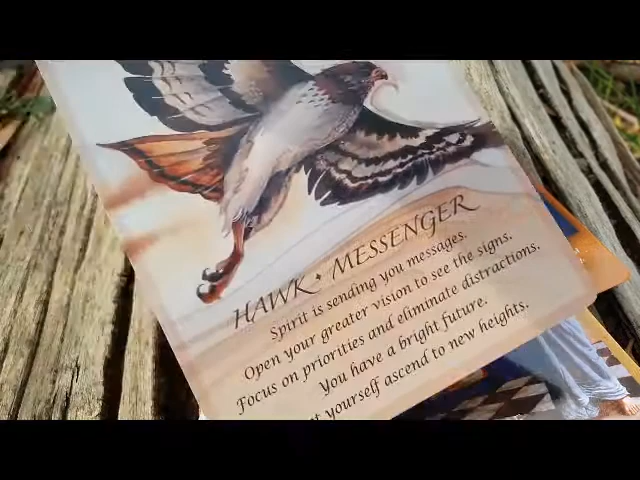 HAWK • MESSENGER
Spirit is sending you messages.
Open your greater vision to see the signs.
Focus on priorities and eliminate distractions.
You have a bright future.
yourself ascend to new heights.